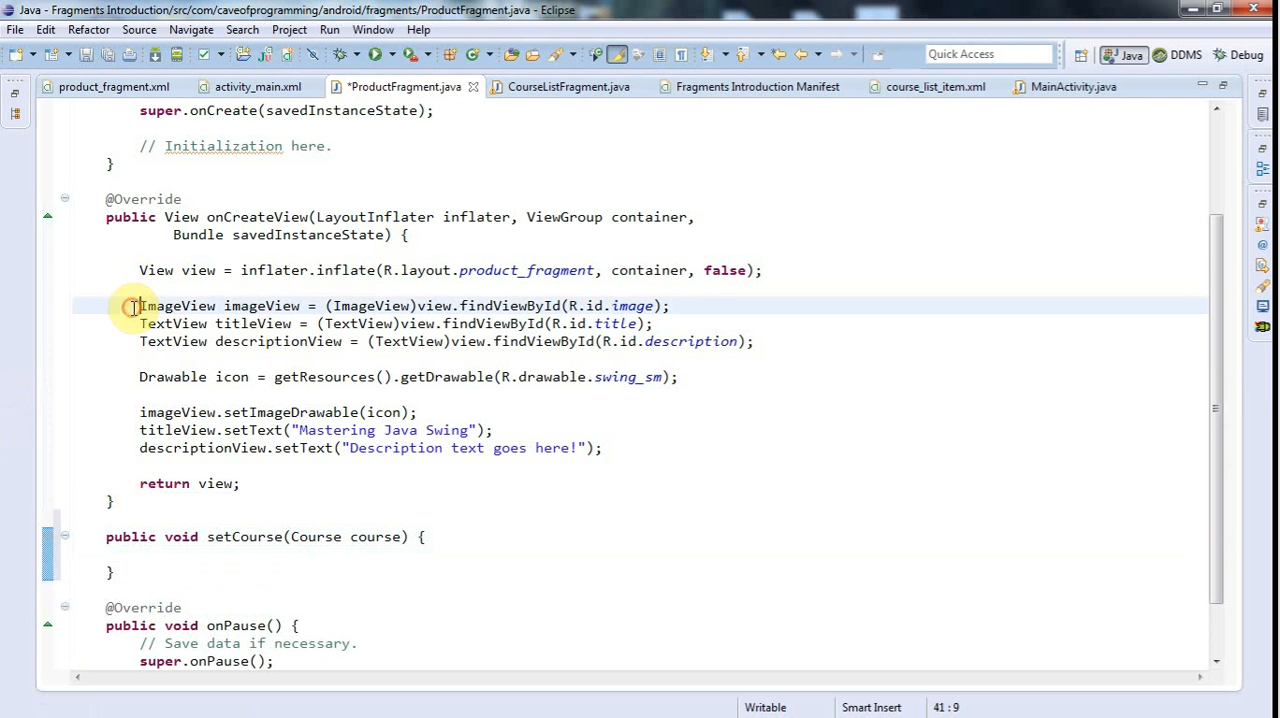 Java - Fragments Introduction/src/com/caveofprogramming/android/fragments/ProductFragment.java - Eclipse
File Edit Refactor Source Navigate Search Project Run Window Help
Quick Access Java DDMS Debug
product_fragment.xml activity_main.xml *ProductFragment.java CourseListFragment.java Fragments Introduction Manifest course_list_item.xml MainActivity.java
super.onCreate(savedInstanceState);
// Initialization here.
}
@Override
public View onCreateView(LayoutInflater inflater, ViewGroup container,
Bundle savedInstanceState) {
View view = inflater.inflate(R.layout.product_fragment, container, false);
ImageView imageView = (ImageView)view.findViewById(R.id.image);
TextView titleView = (TextView)view.findViewById(R.id.title);
TextView descriptionView = (TextView)view.findViewById(R.id.description);
Drawable icon = getResources().getDrawable(R.drawable.swing_sm);
imageView.setImageDrawable(icon);
titleView.setText("Mastering Java Swing");
descriptionView.setText("Description text goes here!");
return view;
}
public void setCourse(Course course) {
}
@Override
public void onPause() {
// Save data if necessary.
super.onPause();
Writable Smart Insert 41 : 9